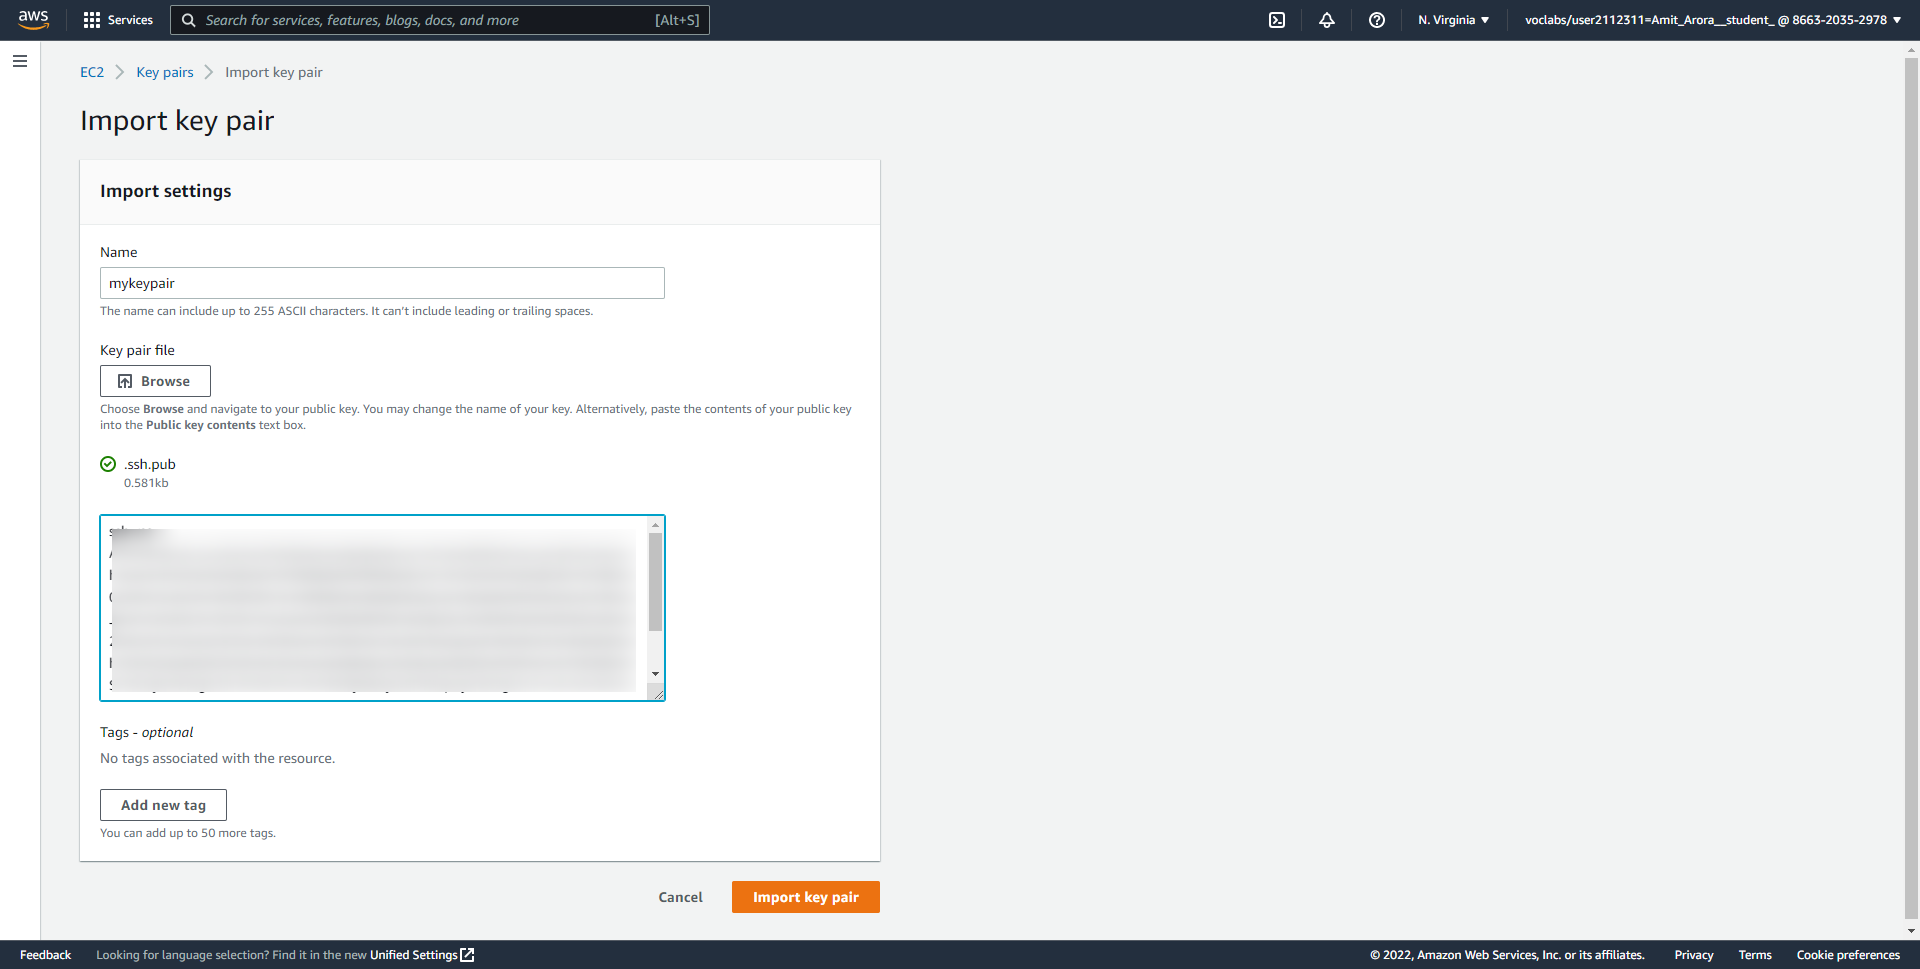 aws
Services
Search for services, features, blogs, docs, and more
[Alt+S]
N. Virginia
voclabs/user2112311=Amit_Arora__student_ @ 8663-2035-2978
EC2
Key pairs
Import key pair
Import key pair
Import settings
Name
mykeypair
The name can include up to 255 ASCII characters. It can't include leading or trailing spaces.
Key pair file
Browse
Choose Browse and navigate to your public key. You may change the name of your key. Alternatively, paste the contents of your public key
into the Public key contents text box.
.ssh.pub
0.581kb
Tags - optional
No tags associated with the resource.
Add new tag
You can add up to 50 more tags.
Cancel
Import key pair
Feedback
Looking for language selection? Find it in the new Unified Settings
© 2022, Amazon Web Services, Inc. or its affiliates.
Privacy
Terms
Cookie preferences